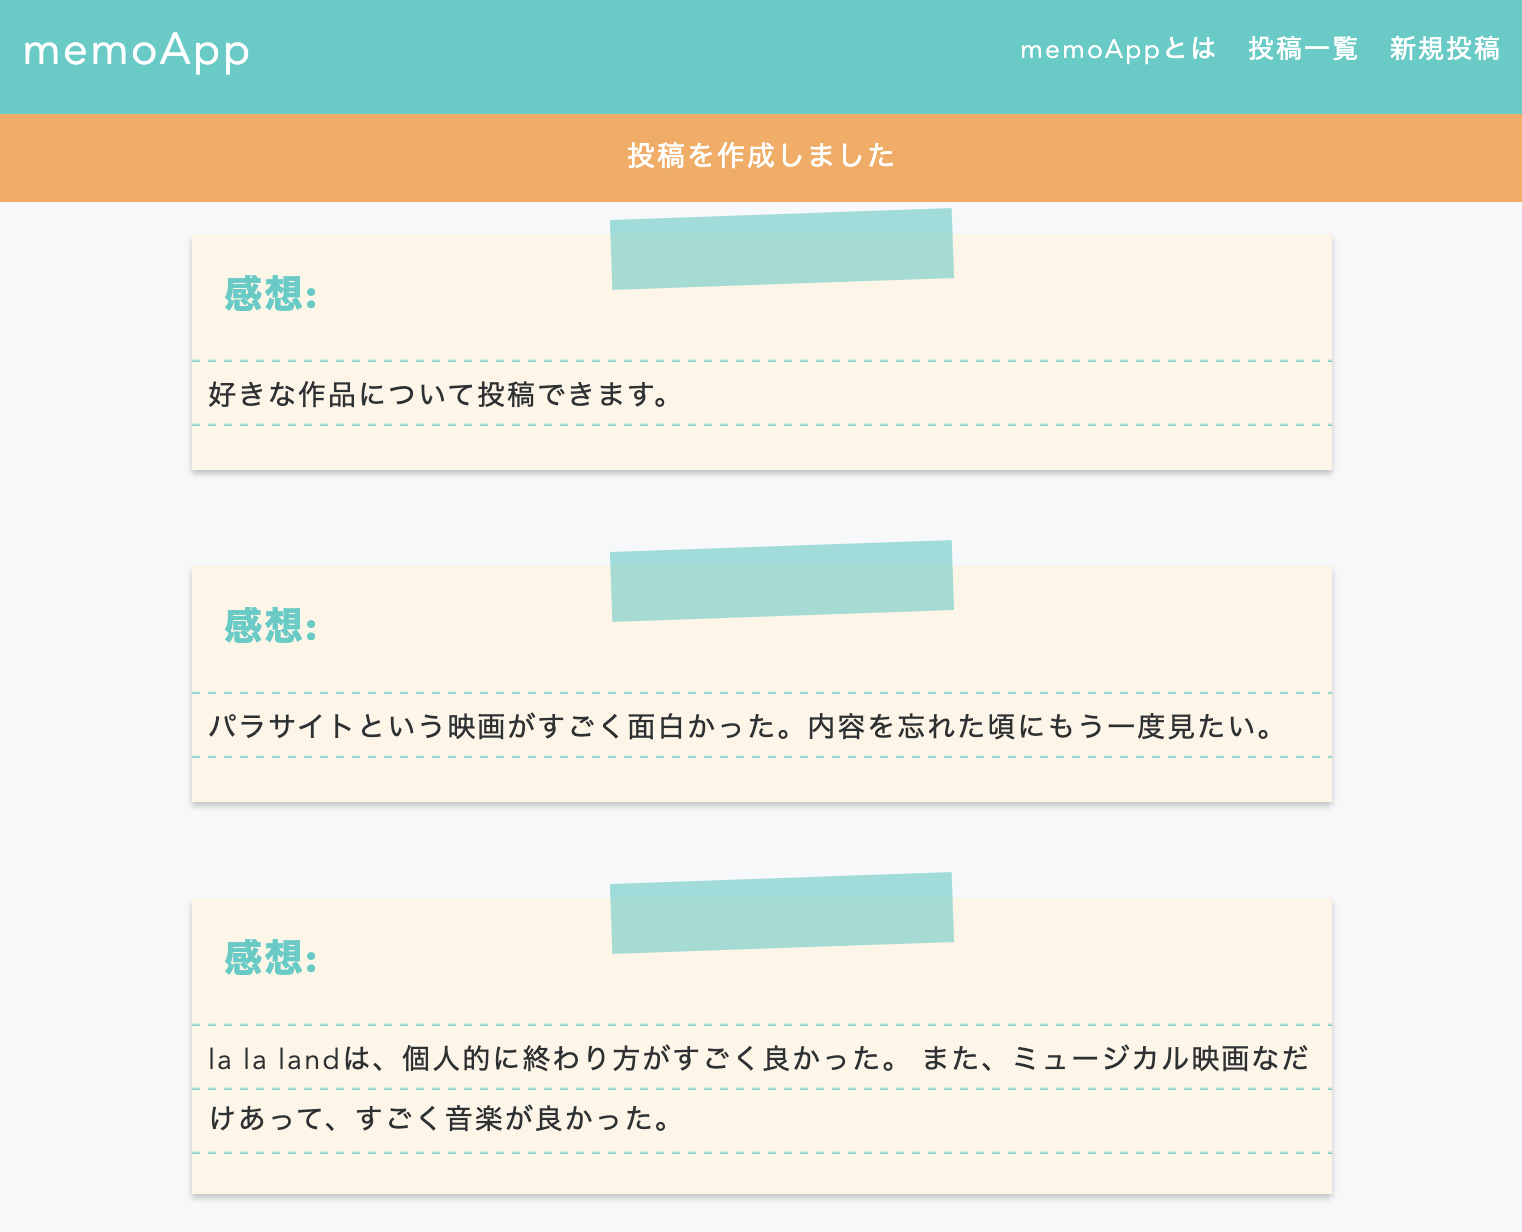 memoApp
memoAppとは 投稿一覧 新規投稿
投稿を作成しました
感想:
好きな作品について投稿できます。
感想:
パラサイトという映画がすごく面白かった。内容を忘れた頃にもう一度見たい。
感想:
la la landは、個人的に終わり方がすごく良かった。 また、ミュージカル映画なだ
けあって、すごく音楽が良かった。